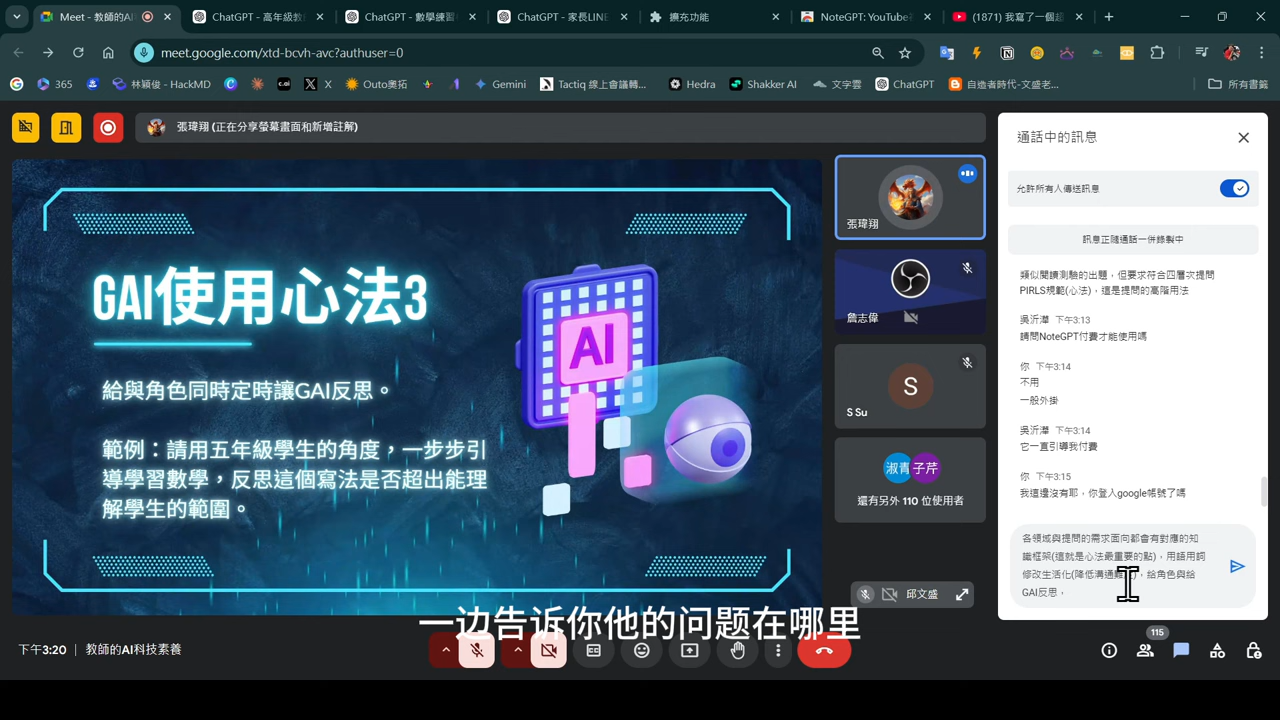 Meet - 教師的AI
ChatGPT - 高年級教
ChatGPT - 數學練習
ChatGPT - 家長LINE
擴充功能
NoteGPT: YouTube
(1871) 我寫了一個超
meet.google.com/xtd-bcvh-avc?authuser=0
365
林穎俊 - HackMD
c.ai
X
Outo奧拓
Gemini
Tactiq 線上會議轉...
Hedra
Shakker AI
文字雲
ChatGPT
自造者時代-文盛老...
所有書籤
張瑋翔 (正在分享螢幕畫面和新增註解)
GAI使用心法3
給與角色同時定時讓GAI反思。
範例：請用五年級學生的角度，一步步引
導學習數學，反思這個寫法是否超出能理
解學生的範圍。
AI
張瑋翔
詹志偉
S
S Su
淑青
子芹
還有另外 110 位使用者
邱文盛
通話中的訊息
允許所有人傳送訊息
訊息正隨通話一併錄製中
類似閱讀測驗的出題，但要求符合四層次提問
PIRLS規範(心法)，這是提問的高階用法
吳沂澕 下午3:13
請問NoteGPT付費才能使用嗎
你 下午3:14
不用
一般外掛
吳沂澕 下午3:14
它一直引導我付費
你 下午3:15
我這邊沒有耶，你登入google帳號了嗎
各領域與提問的需求面向都會有對應的知
識框架(這就是心法最重要的點)，用語用詞
修改生活化(降低溝通
，給角色與給
GAI反思，
一边告诉你他的问题在哪里
下午3:20
教師的AI科技素養
115